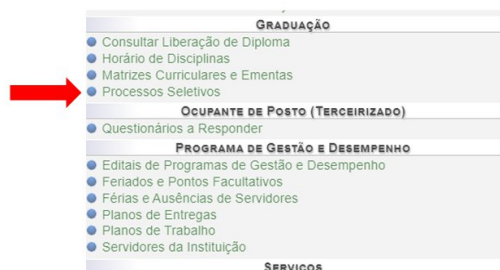 GRADUAÇÃO
Consultar Liberação de Diploma
Horário de Disciplinas
Matrizes Curriculares e Ementas
Processos Seletivos
OCUPANTE DE POSTO (TERCEIRIZADO)
Questionários a Responder
PROGRAMA DE GESTÃO E DESEMPENHO
Editais de Programas de Gestão e Desempenho
Feriados e Pontos Facultativos
Férias e Ausências de Servidores
Planos de Entregas
Planos de Trabalho
Servidores da Instituição
SERVIÇOS